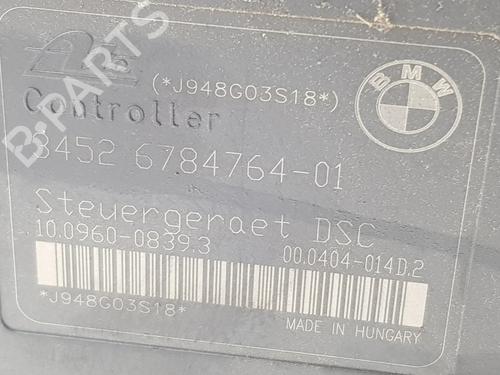 Ate
(*J948G03S18*)
BMW
Controller
3452 6784764-01
Steuergeraet DSC
10.0960-0839.3
00.0404-014D.2
*J948G03S18*
MADE IN HUNGARY
B-PARTS